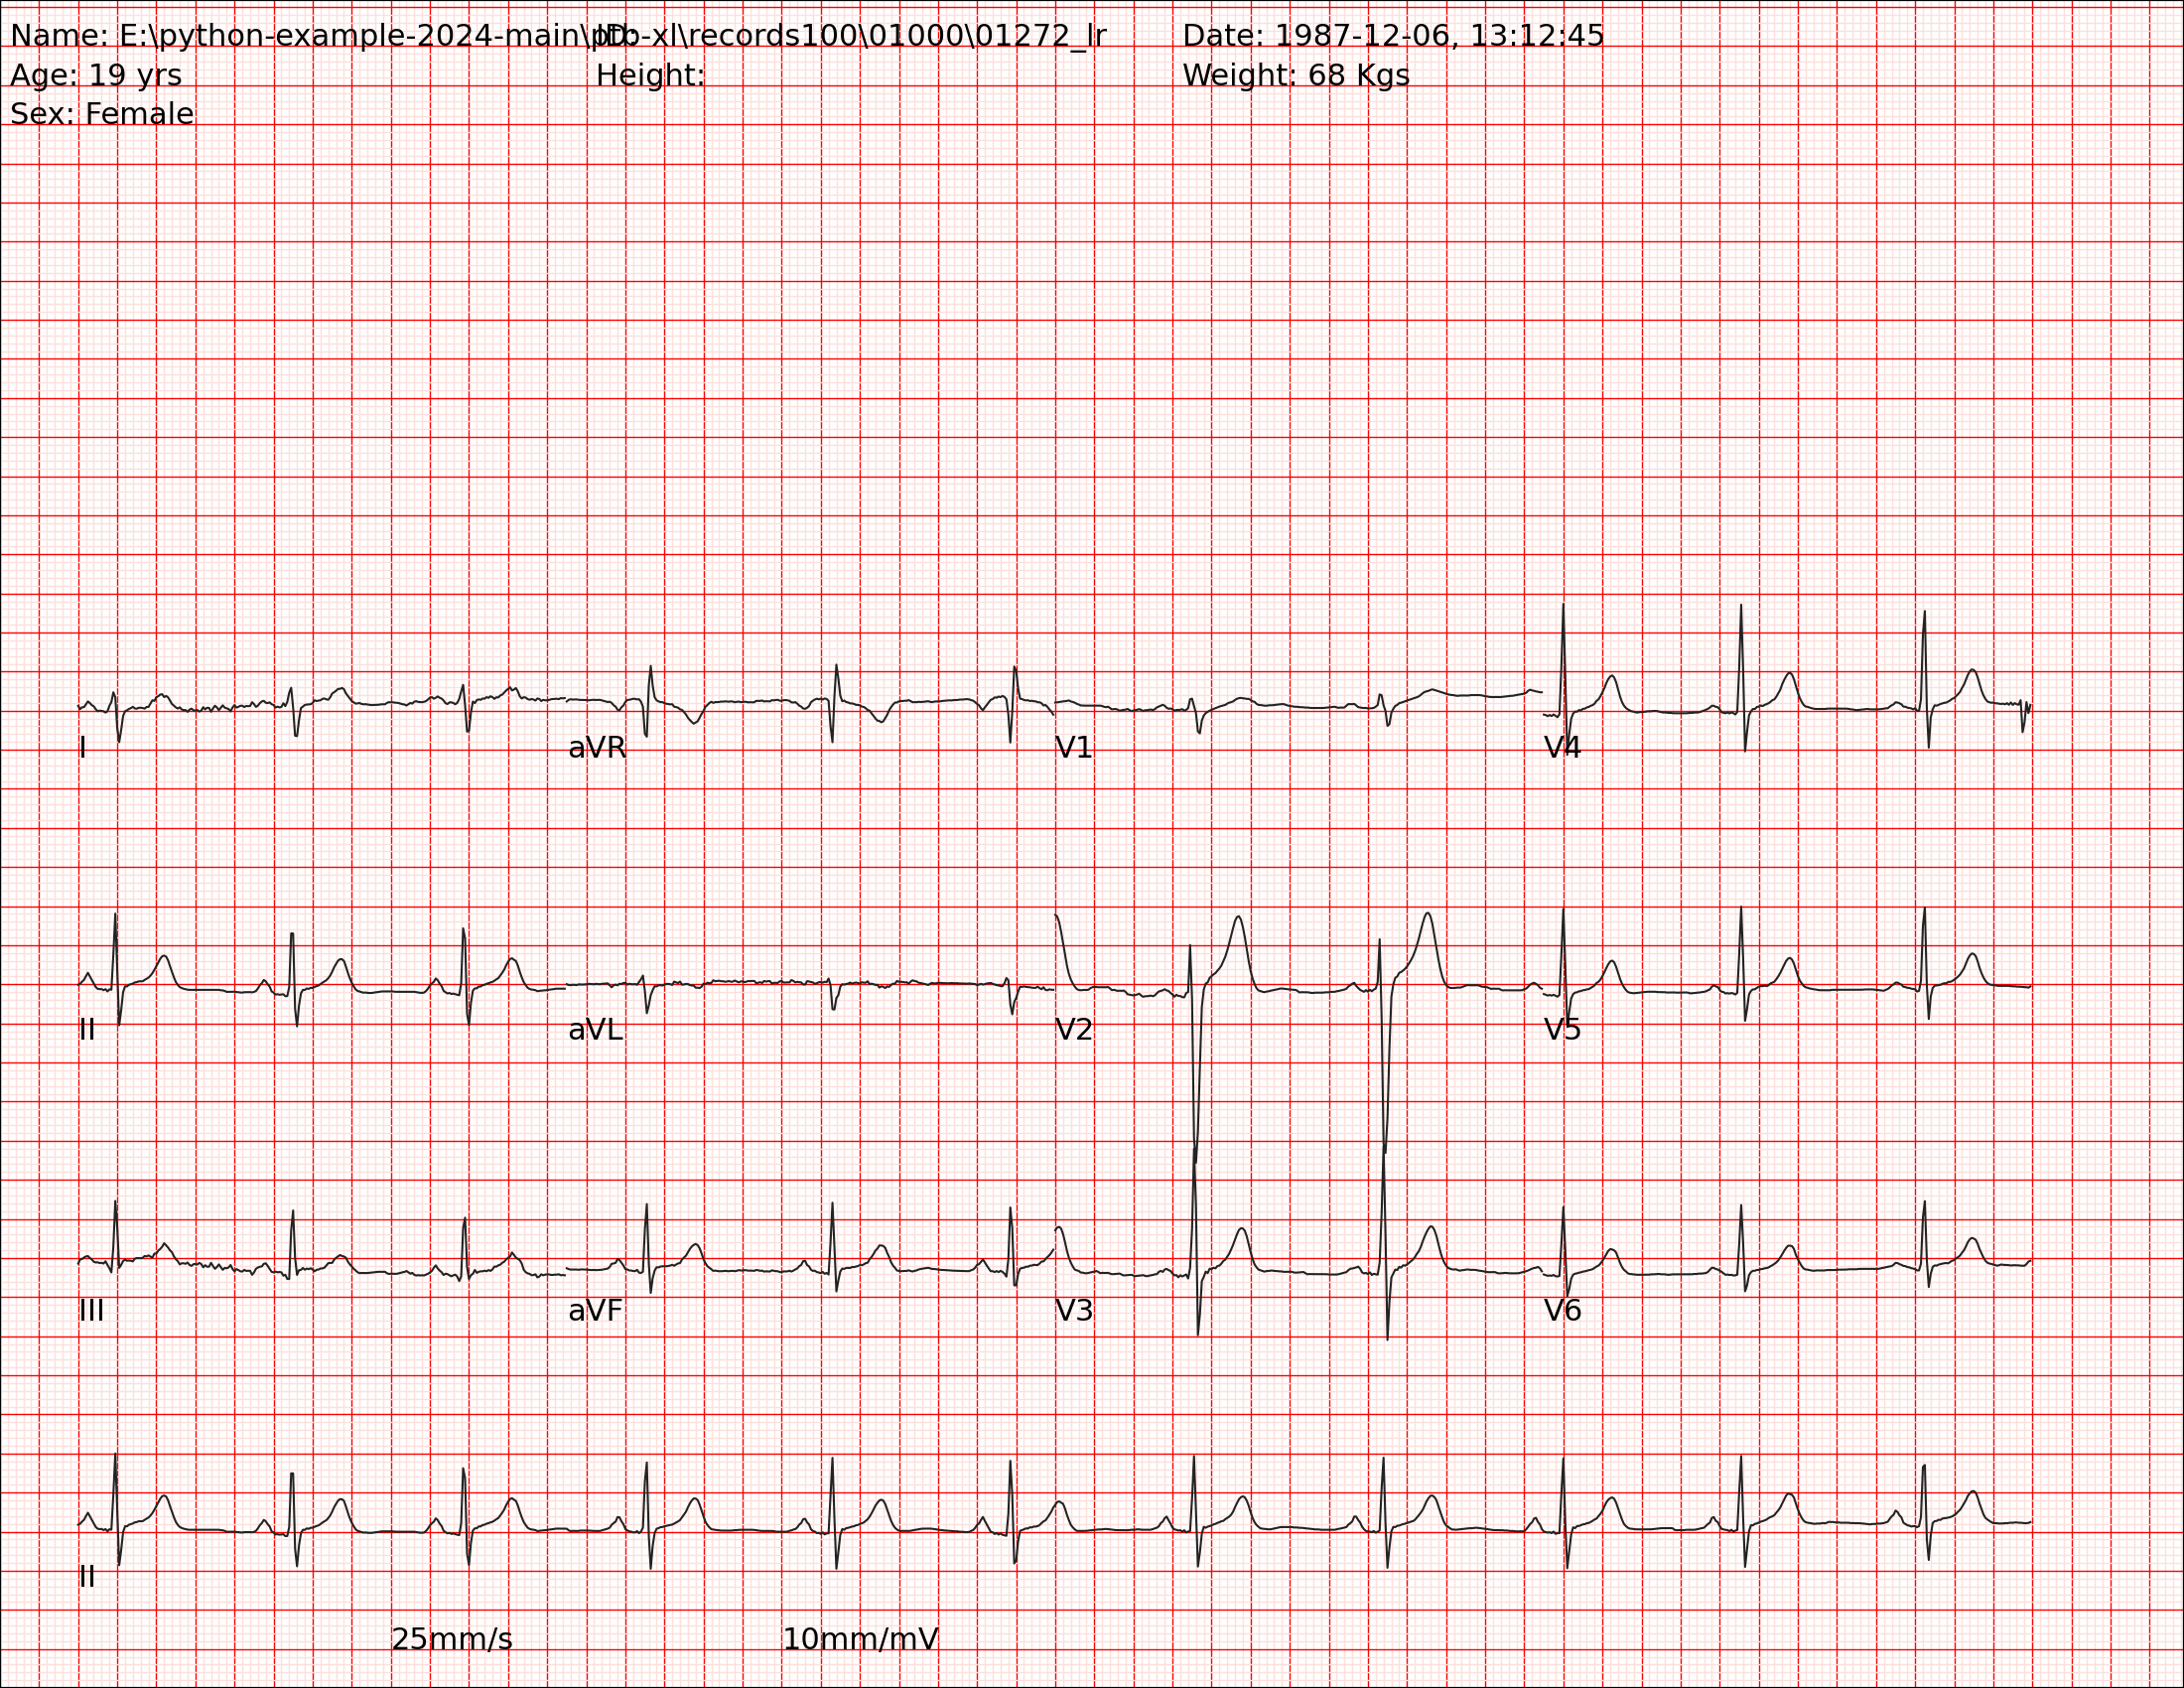 Name: E:\python-example-2024-main\ptb-xl\records100\01000\01272_lr ID: Date: 1987-12-06, 13:12:45
Age: 19 yrs Height: Weight: 68 Kgs
Sex: Female
I aVR V1 V4
II aVL V2 V5
III aVF V3 V6
II
25mm/s 10mm/mV